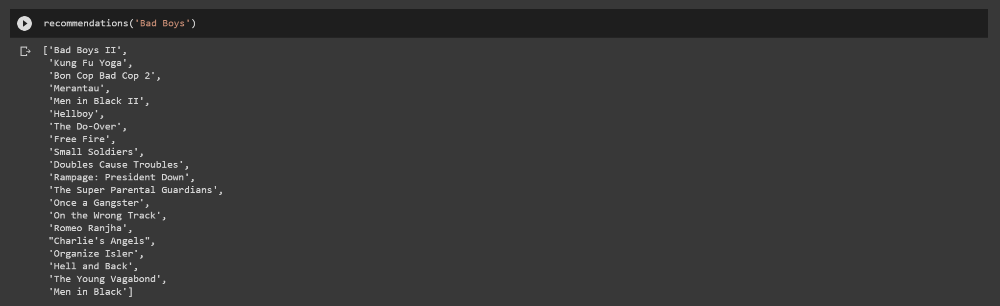 recommendations('Bad Boys')
['Bad Boys II',
'Kung Fu Yoga',
'Bon Cop Bad Cop 2',
'Merantau',
'Men in Black II',
'Hellboy',
'The Do-Over',
'Free Fire',
'Small Soldiers',
'Doubles Cause Troubles',
'Rampage: President Down',
'The Super Parental Guardians',
'Once a Gangster',
'On the Wrong Track',
'Romeo Ranjha',
"Charlie's Angels",
'Organize Isler',
'Hell and Back',
'The Young Vagabond',
'Men in Black']